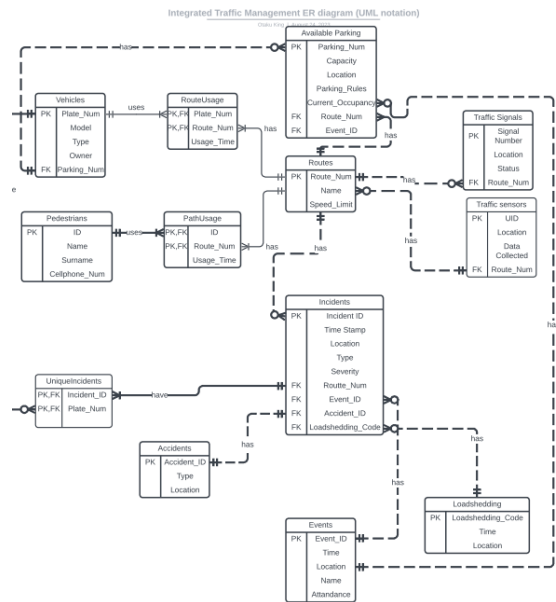 Integrated Traffic Management ER diagram (UML notation)
has
Available Parking
PK Parking_Num
Capacity
Location
Parking_Rules
Current_Occupancy
FK Route_Num
FK Event_ID
Vehicles
PK Plate_Num
Model
Type
Owner
FK Parking_Num
uses
RouteUsage
PK,FK Plate_Num
PK,FK Route_Num
Usage_Time
has
has
Traffic Signals
PK Signal
Number
Location
Status
FK Route_Num
Routes
PK Route_Num
Name
Speed_Limit
has
Traffic sensors
PK UID
Location
Data
Collected
FK Route_Num
e
Pedestrians
PK ID
Name
Surname
Cellphone_Num
uses
PathUsage
PK,FK ID
PK,FK Route_Num
Usage_Time
has
has
has
Incidents
PK Incident ID
Time Stamp
Location
Type
Severity
FK Routte_Num
FK Event_ID
FK Accident_ID
FK Loadshedding_Code
ha
UniqueIncidents
PK,FK Incident_ID
PK,FK Plate_Num
have
Accidents
PK Accident_ID
Type
Location
has
has
has
Loadshedding
PK Loadshedding_Code
Time
Location
Events
PK Event_ID
Time
Location
Name
Attandance